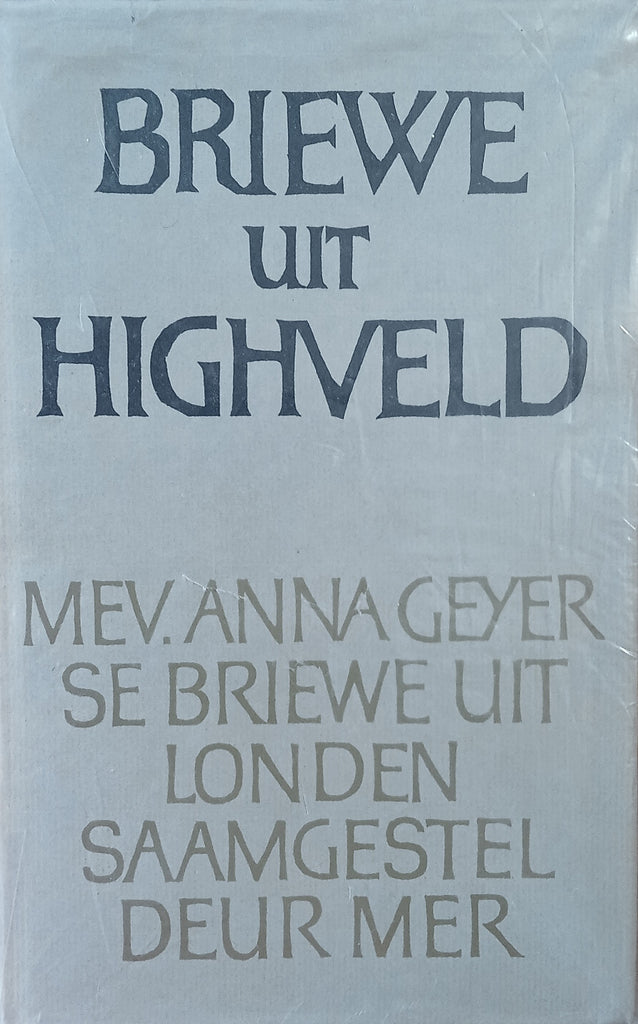 BRIEWE
UIT
HIGHVELD
MEV. ANNA GEYER
SE BRIEWE UIT
LONDEN
SAAMGESTEL
DEUR MER